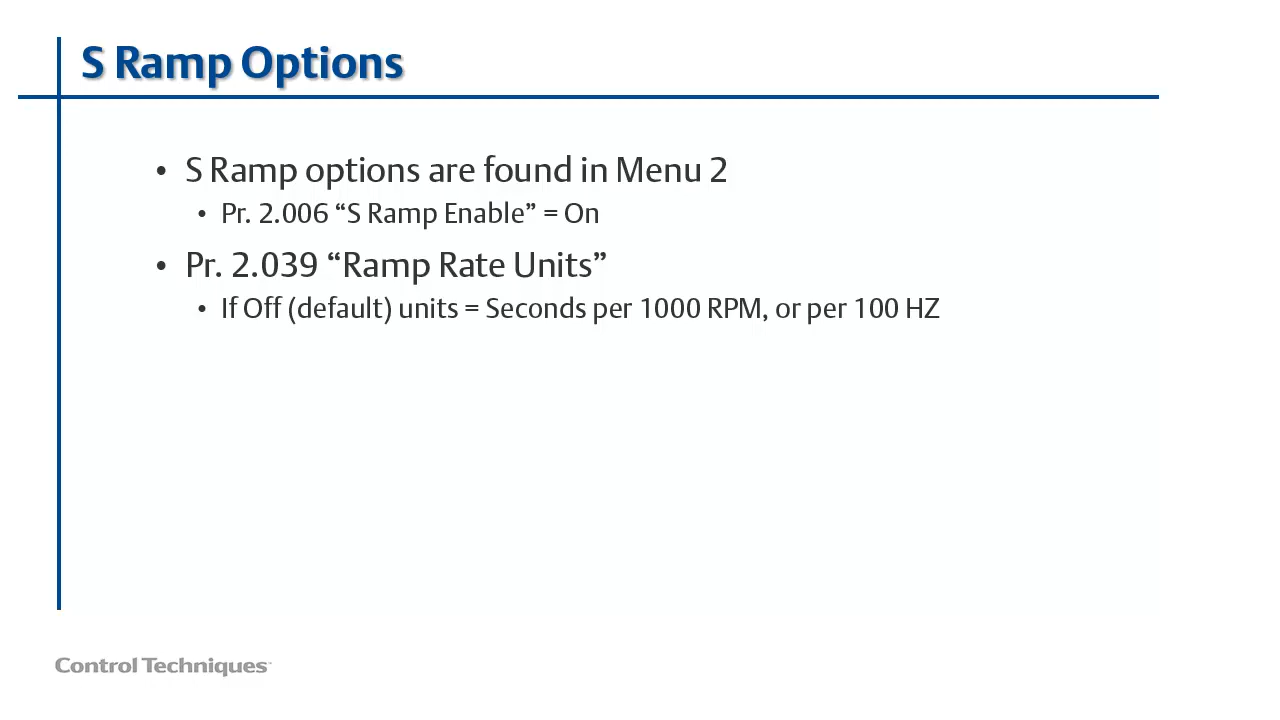 S Ramp Options
• S Ramp options are found in Menu 2
• Pr. 2.006 “S Ramp Enable” = On
• Pr. 2.039 “Ramp Rate Units”
• If Off (default) units = Seconds per 1000 RPM, or per 100 HZ
Control Techniques™